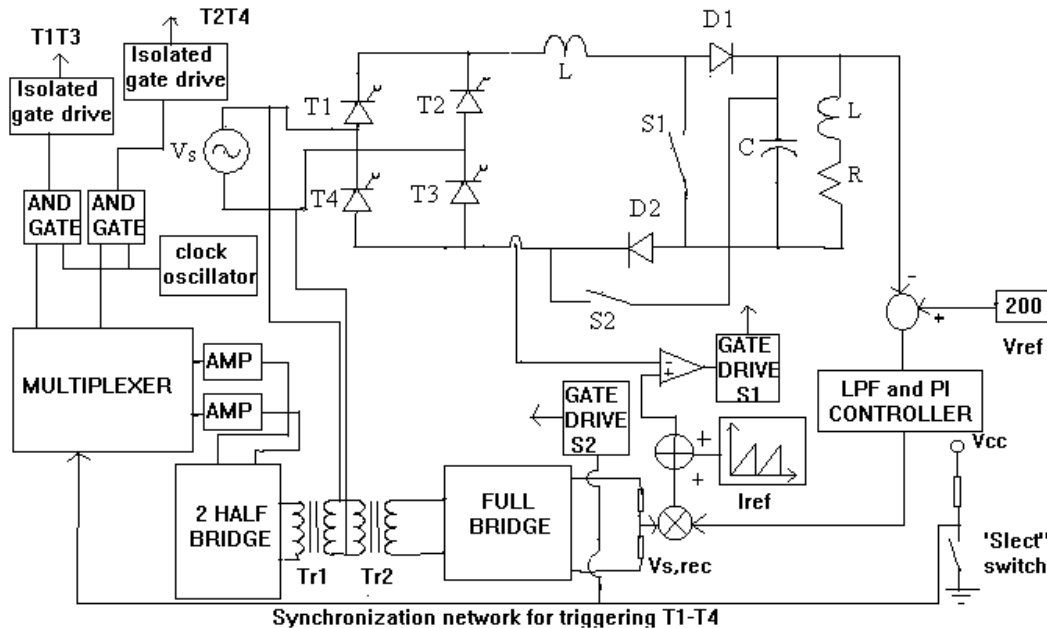 T2T4
T1T3
Isolated
gate drive
Isolated
gate drive
Vs
T1
T2
T4
T3
L
D1
S1
C
L
R
D2
S2
AND
GATE
AND
GATE
clock
oscillator
MULTIPLEXER
AMP
AMP
-
+
200
Vref
-
+
GATE
DRIVE
S1
GATE
DRIVE
S2
LPF and PI
CONTROLLER
Vcc
+
+
Iref
2 HALF
BRIDGE
Tr1
Tr2
FULL
BRIDGE
Vs,rec
"Slect"
switch
Synchronization network for triggering T1-T4